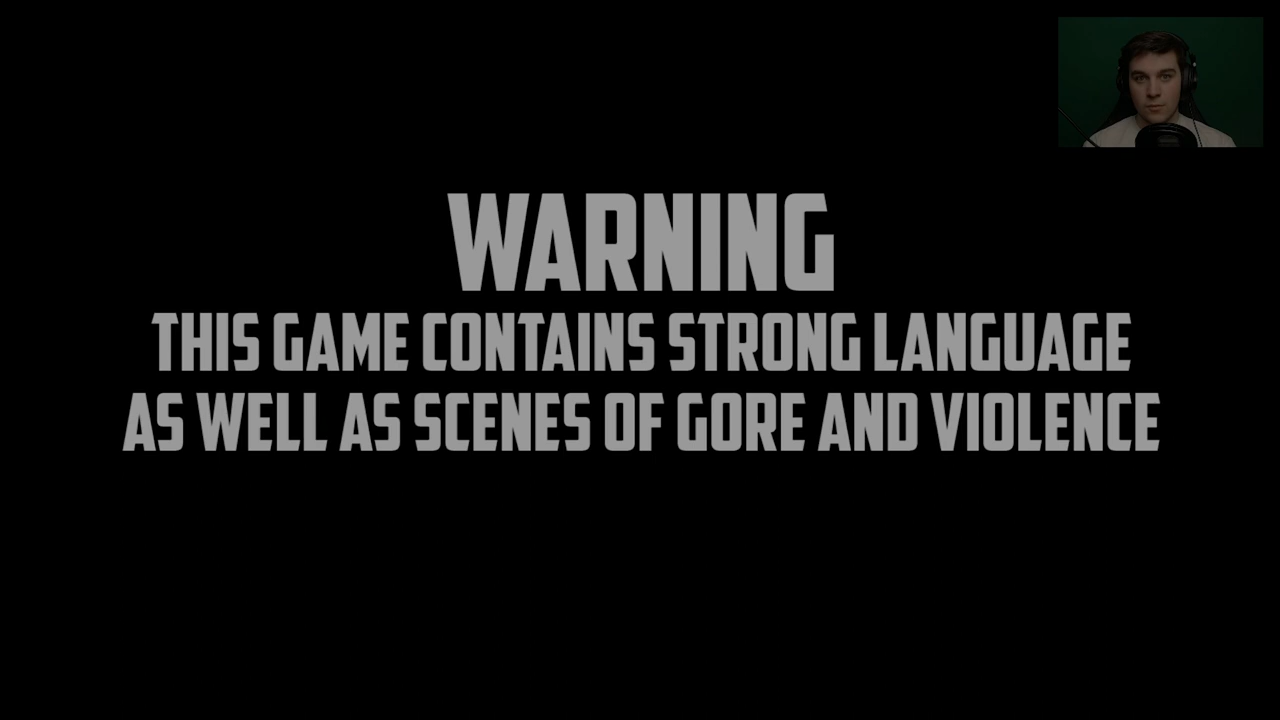 WARNING
THIS GAME CONTAINS STRONG LANGUAGE
AS WELL AS SCENES OF GORE AND VIOLENCE